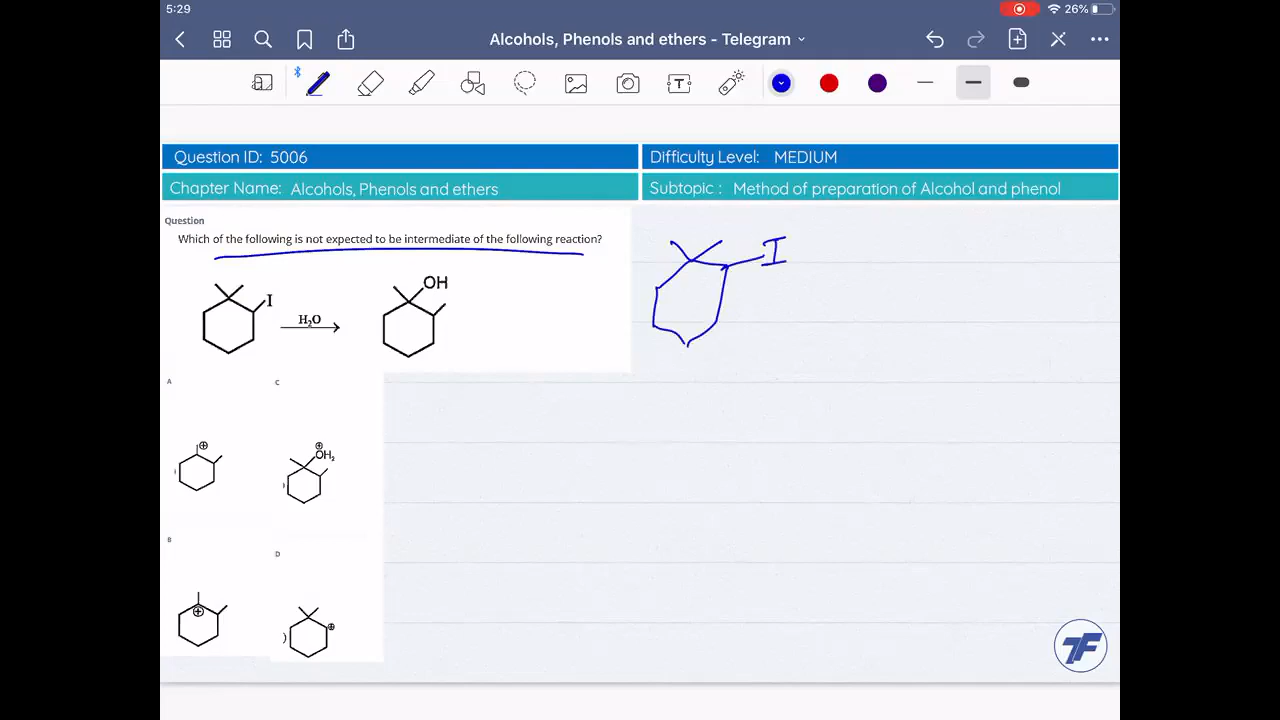 5:29
26%
Alcohols, Phenols and ethers - Telegram
T
Question ID: 5006
Difficulty Level: MEDIUM
Chapter Name: Alcohols, Phenols and ethers
Subtopic : Method of preparation of Alcohol and phenol
Question
Which of the following is not expected to be intermediate of the following reaction?
I
H₂O
OH
I
A
C
⊕
⊕
OH₂
)
)
B
D
⊕
⊕
)
TF